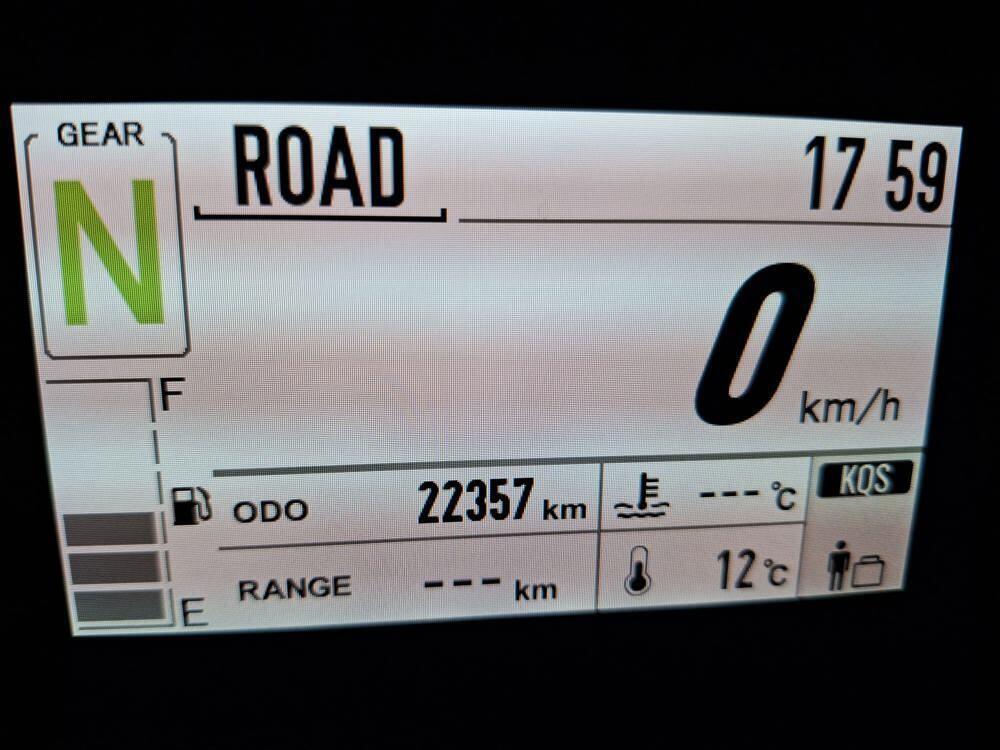 GEAR
ROAD
17 59
N
0 km/h
F
KQS
ODO 22357 km
--- °C
RANGE --- km
12 °C
E